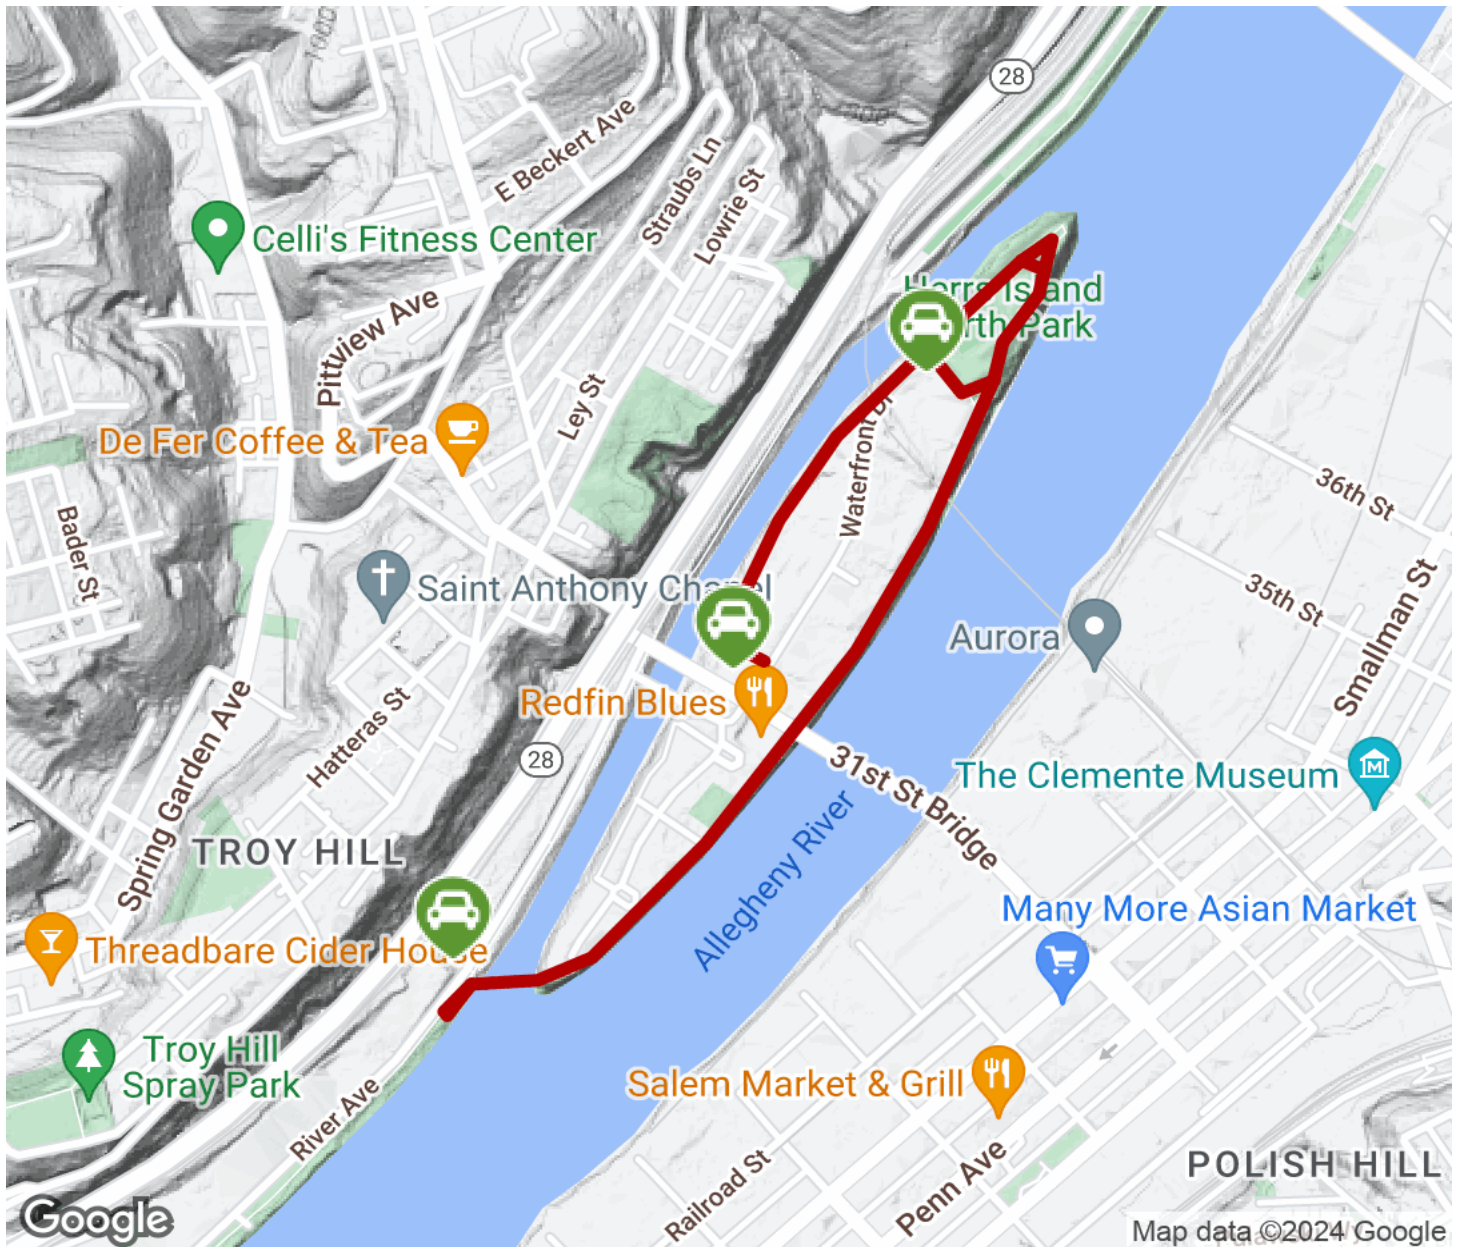 28
E Beckert Ave
Straubs Ln
Lowrie St
Celli's Fitness Center
Herrs Island
rth Park
Pittview Ave
Ley St
De Fer Coffee & Tea
Waterfront Dr
36th St
Bader St
35th St
Smallman St
Saint Anthony Chapel
Aurora
Redfin Blues
Spring Garden Ave
Hatteras St
28
31st St Bridge
The Clemente Museum
TROY HILL
Allegheny River
Many More Asian Market
Threadbare Cider House
Troy Hill
Spray Park
River Ave
Salem Market & Grill
Railroad St
Penn Ave
POLISH HILL
Google
Map data ©2024 Google